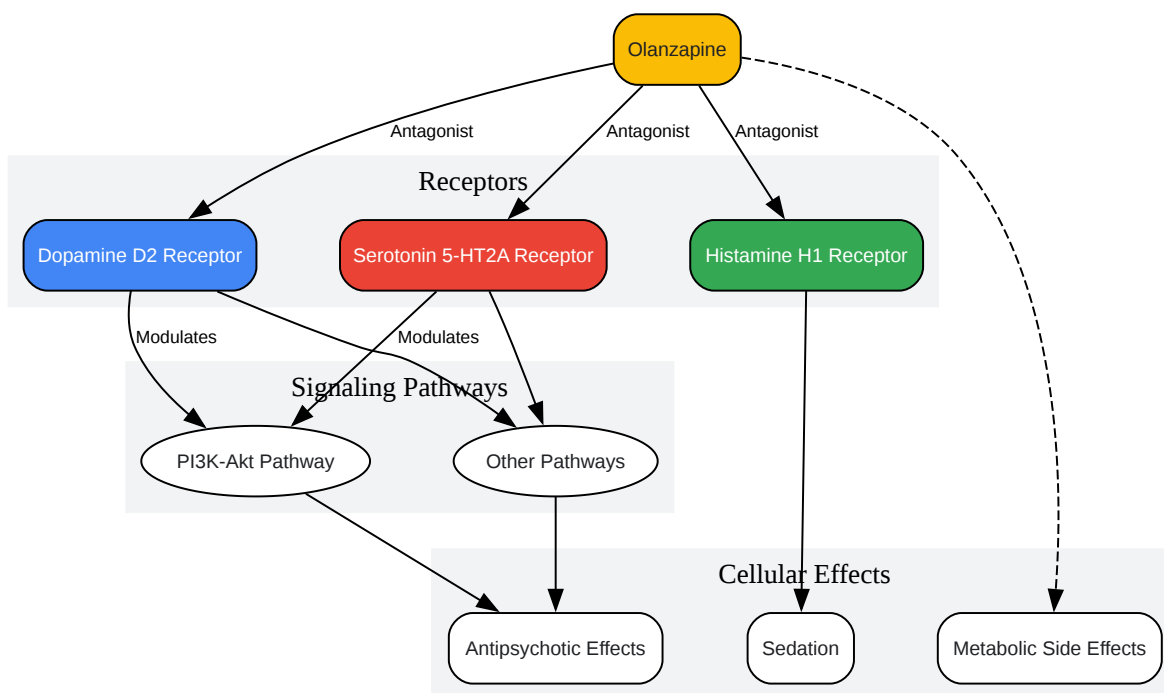 Olanzapine
Antagonist
Antagonist
Antagonist
Receptors
Dopamine D2 Receptor
Serotonin 5-HT2A Receptor
Histamine H1 Receptor
Modulates
Modulates
Signaling Pathways
PI3K-Akt Pathway
Other Pathways
Cellular Effects
Antipsychotic Effects
Sedation
Metabolic Side Effects